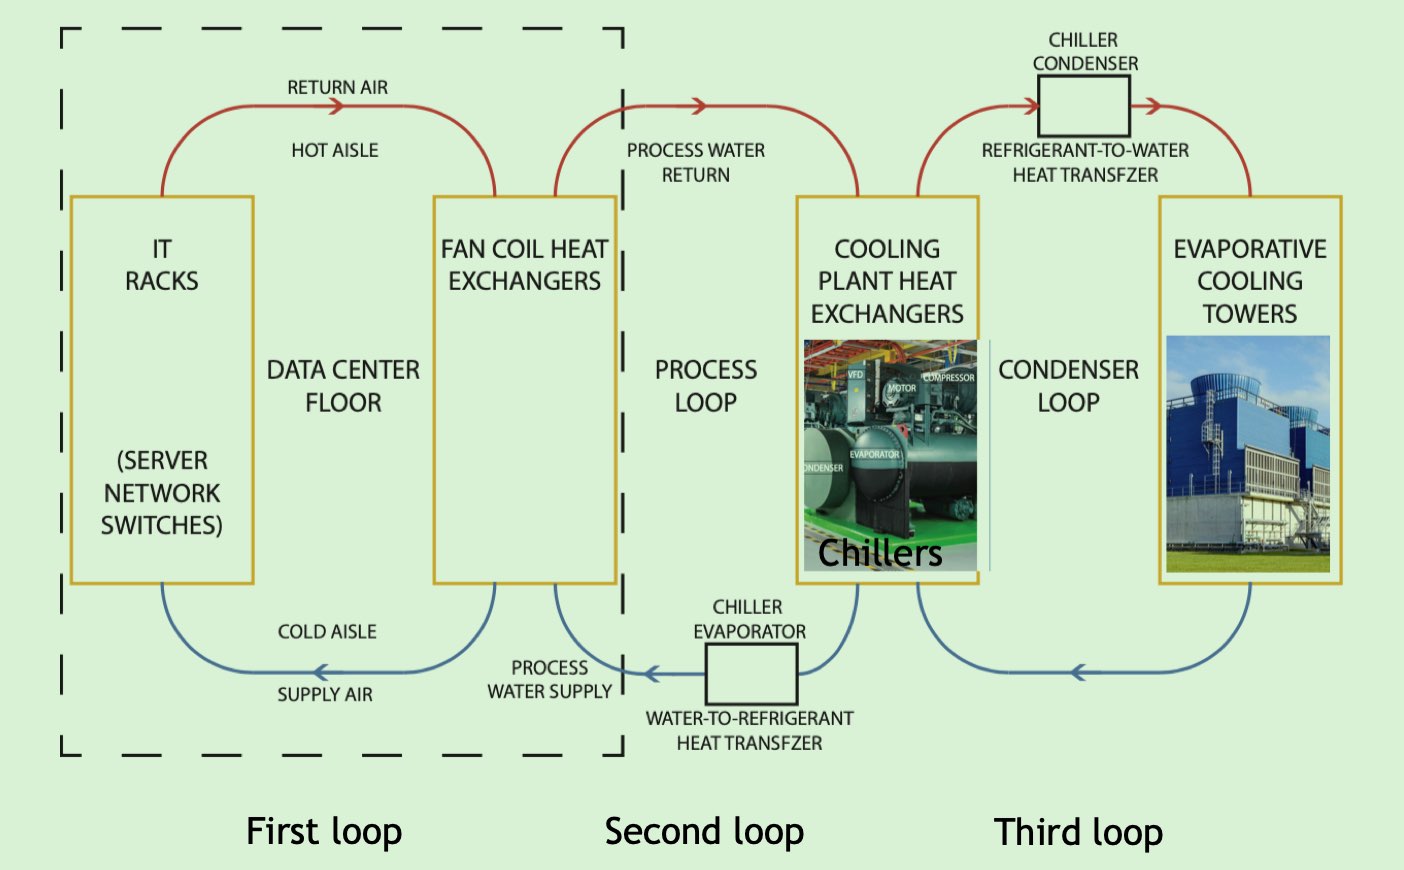 RETURN AIR
HOT AISLE
IT
RACKS
(SERVER
NETWORK
SWITCHES)
DATA CENTER
FLOOR
FAN COIL HEAT
EXCHANGERS
COLD AISLE
SUPPLY AIR
PROCESS WATER
RETURN
PROCESS
LOOP
PROCESS
WATER SUPPLY
CHILLER
EVAPORATOR
WATER-TO-REFRIGERANT
HEAT TRANSFZER
COOLING
PLANT HEAT
EXCHANGERS
VFD
MOTOR
COMPRESSOR
EVAPORATOR
ONDENSER
Chillers
CHILLER
CONDENSER
REFRIGERANT-TO-WATER
HEAT TRANSFZER
CONDENSER
LOOP
EVAPORATIVE
COOLING
TOWERS
First loop
Second loop
Third loop